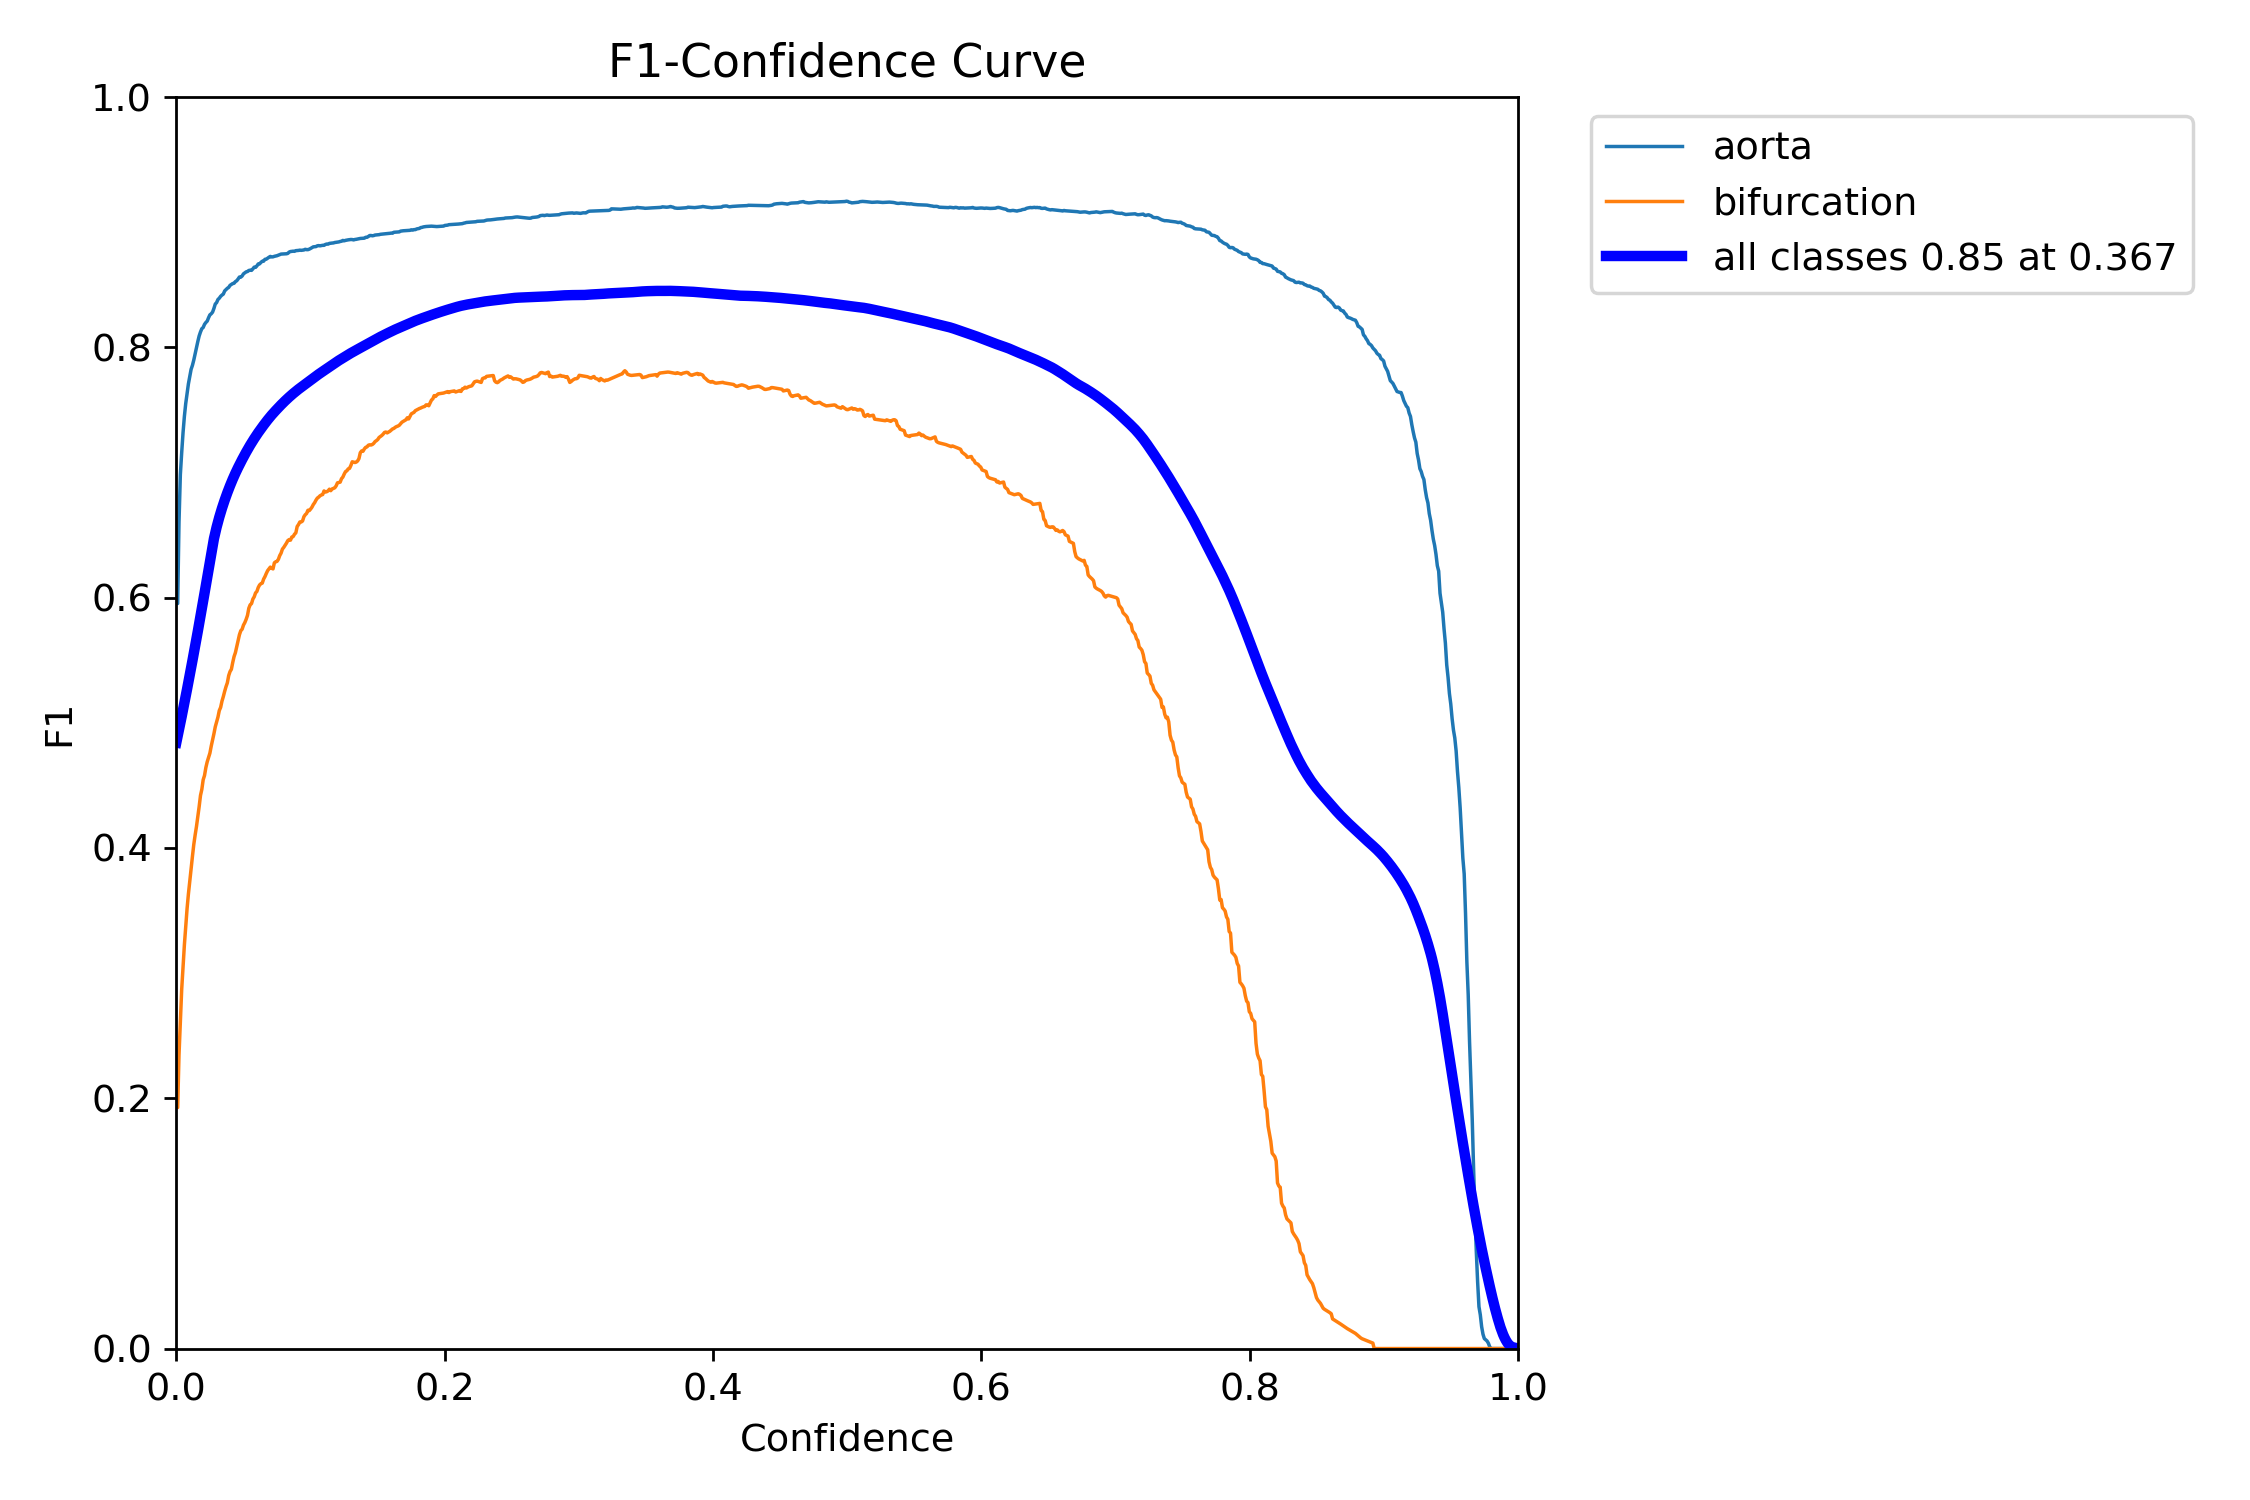 F1-Confidence Curve
1.0
0.8
0.6
0.4
0.2
0.0
F1
0.0 0.2 0.4 0.6 0.8 1.0
Confidence
aorta
bifurcation
all classes 0.85 at 0.367